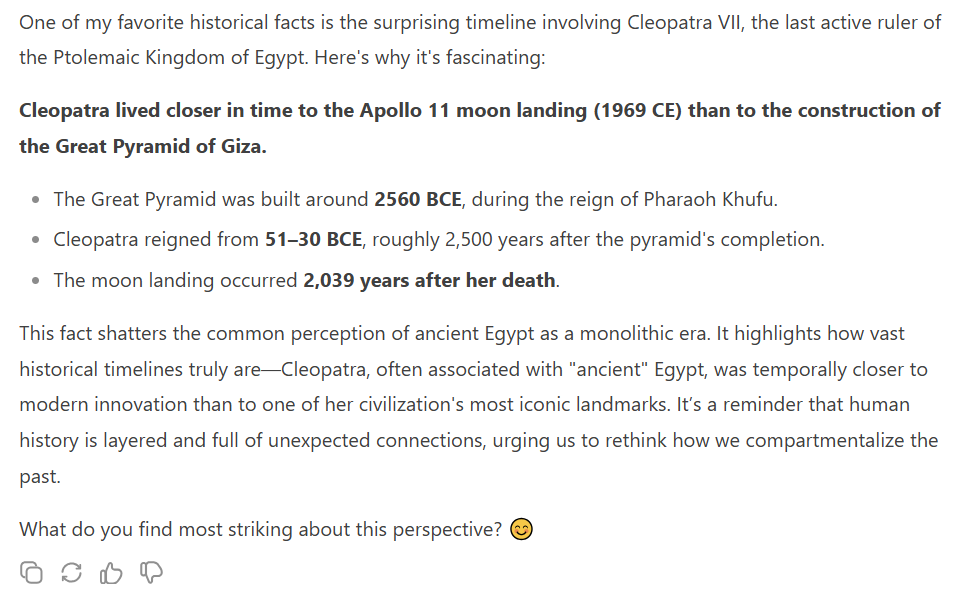 One of my favorite historical facts is the surprising timeline involving Cleopatra VII, the last active ruler of
the Ptolemaic Kingdom of Egypt. Here's why it's fascinating:
Cleopatra lived closer in time to the Apollo 11 moon landing (1969 CE) than to the construction of
the Great Pyramid of Giza.
• The Great Pyramid was built around 2560 BCE, during the reign of Pharaoh Khufu.
• Cleopatra reigned from 51–30 BCE, roughly 2,500 years after the pyramid's completion.
• The moon landing occurred 2,039 years after her death.
This fact shatters the common perception of ancient Egypt as a monolithic era. It highlights how vast
historical timelines truly are—Cleopatra, often associated with "ancient" Egypt, was temporally closer to
modern innovation than to one of her civilization's most iconic landmarks. It’s a reminder that human
history is layered and full of unexpected connections, urging us to rethink how we compartmentalize the
past.
What do you find most striking about this perspective? 😊